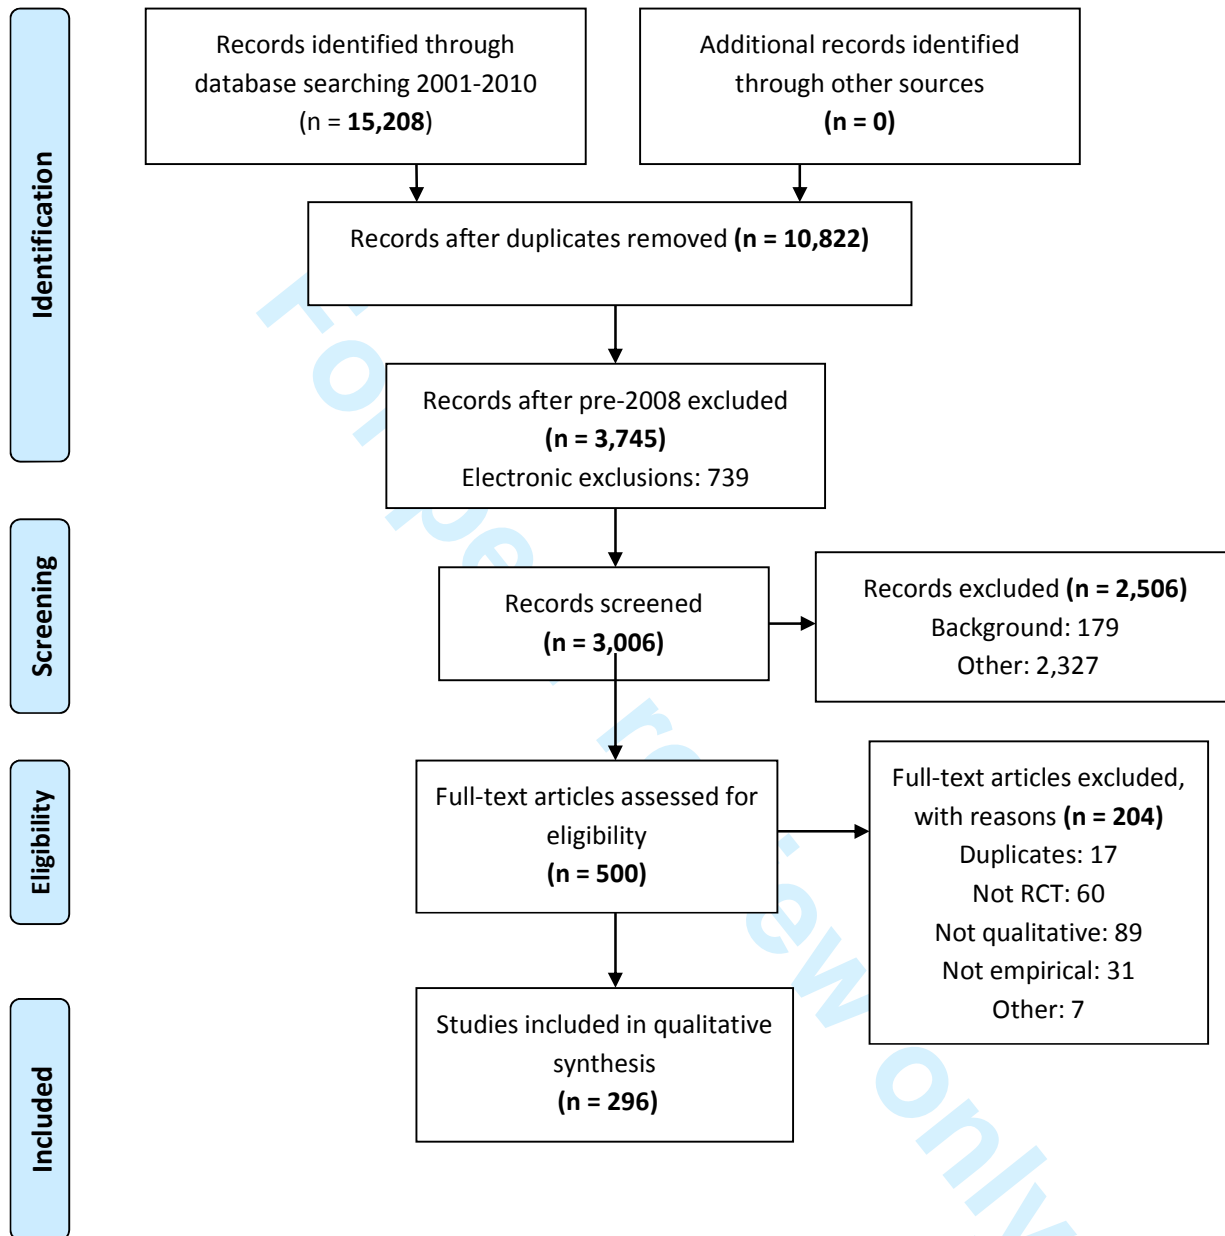 Identification
Records identified through
database searching 2001-2010
(n = 15,208)
Additional records identified
through other sources
(n = 0)
Records after duplicates removed (n = 10,822)
Records after pre-2008 excluded
(n = 3,745)
Electronic exclusions: 739
Screening
Records screened
(n = 3,006)
Records excluded (n = 2,506)
Background: 179
Other: 2,327
Eligibility
Full-text articles assessed for
eligibility
(n = 500)
Full-text articles excluded,
with reasons (n = 204)
Duplicates: 17
Not RCT: 60
Not qualitative: 89
Not empirical: 31
Other: 7
Included
Studies included in qualitative
synthesis
(n = 296)
For peer review only